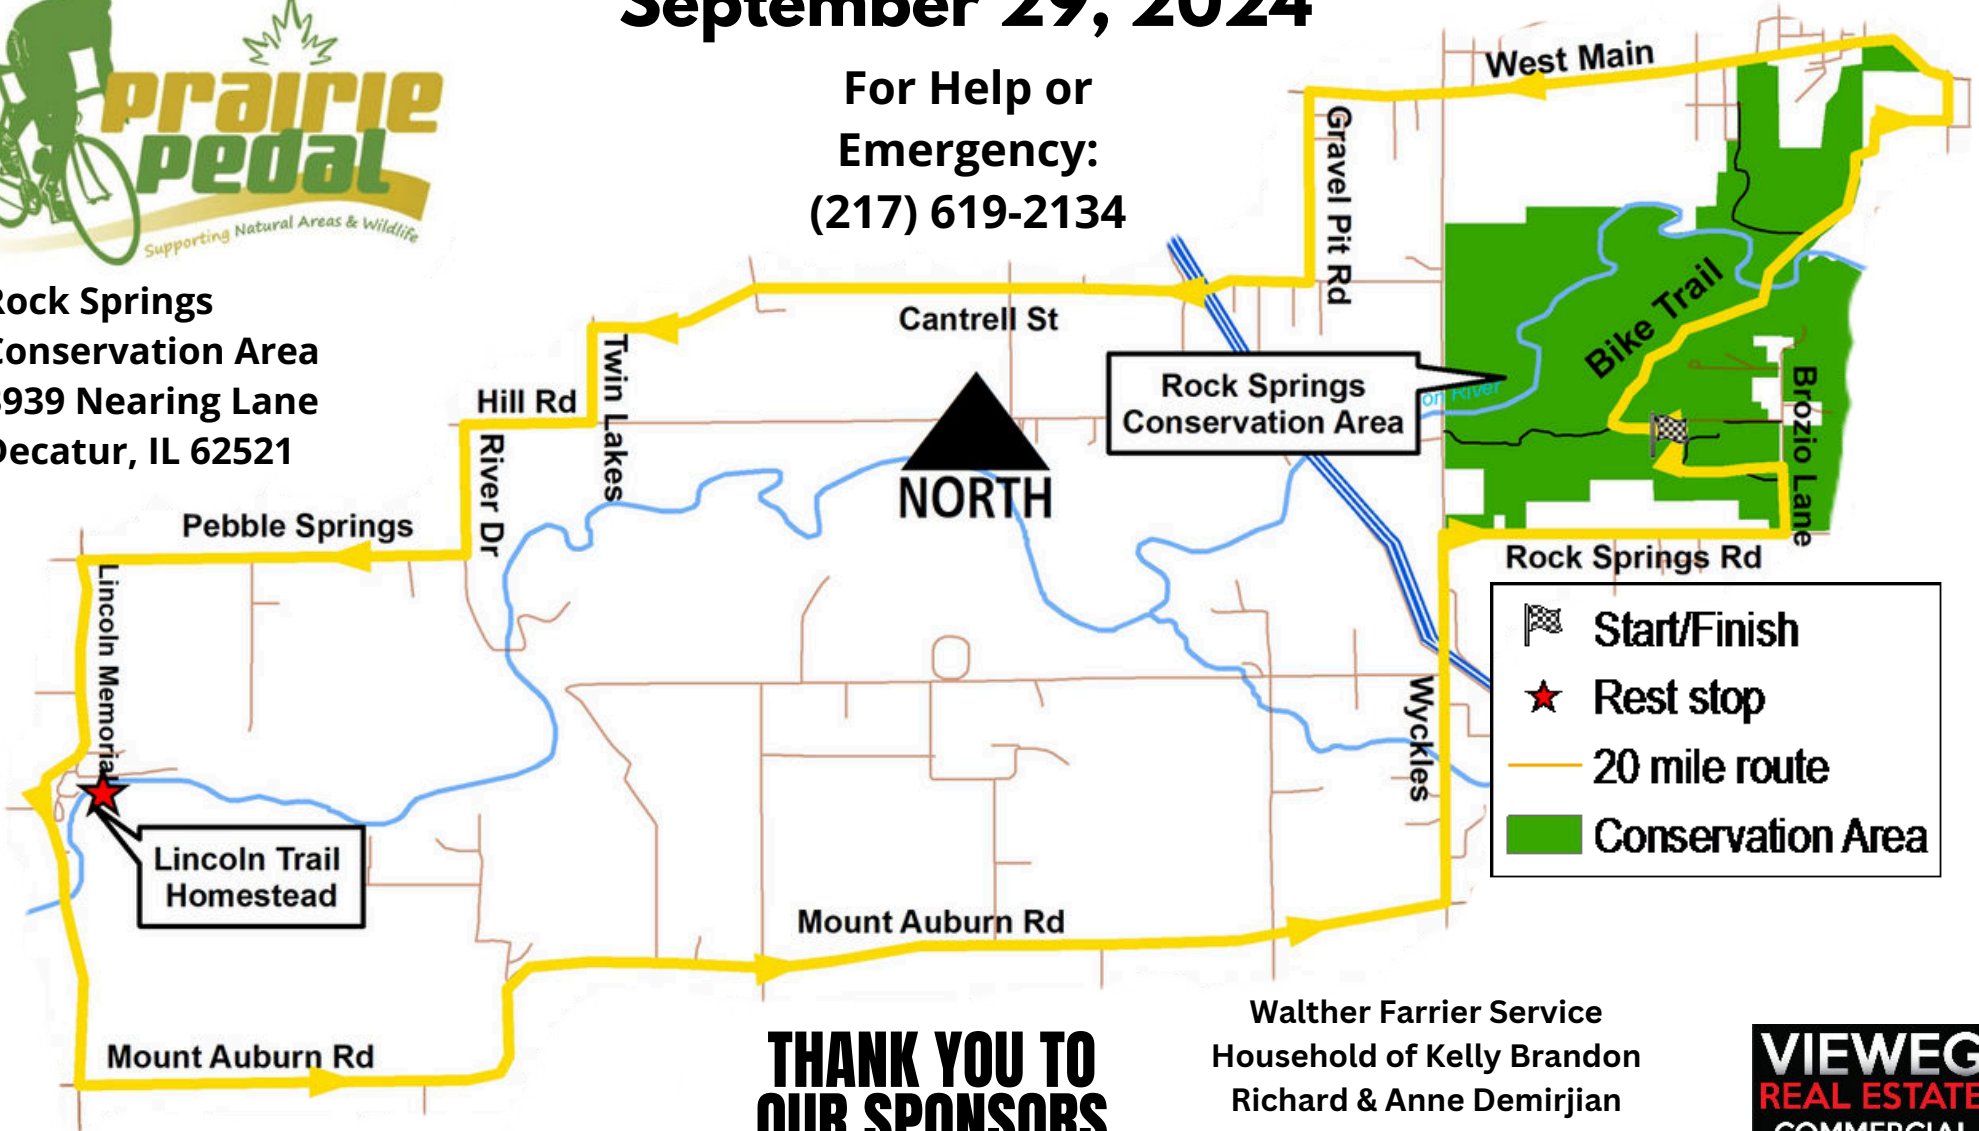 September 29, 2024
For Help or
Emergency:
(217) 619-2134
prairie
pedal
Supporting Natural Areas & Wildlife
Rock Springs
Conservation Area
3939 Nearing Lane
Decatur, IL 62521
West Main
Gravel Pit Rd
Cantrell St
Twin Lakes
Hill Rd
River Dr
Pebble Springs
Lincoln Memorial
Rock Springs
Conservation Area
on River
Bike Trail
Brozio Lane
NORTH
Rock Springs Rd
Wyckles
Start/Finish
Rest stop
20 mile route
Conservation Area
Lincoln Trail
Homestead
Mount Auburn Rd
Mount Auburn Rd
THANK YOU TO
OUR SPONSORS
Walther Farrier Service
Household of Kelly Brandon
Richard & Anne Demirjian
VIEWEG
REAL ESTATE
COMMERCIAL